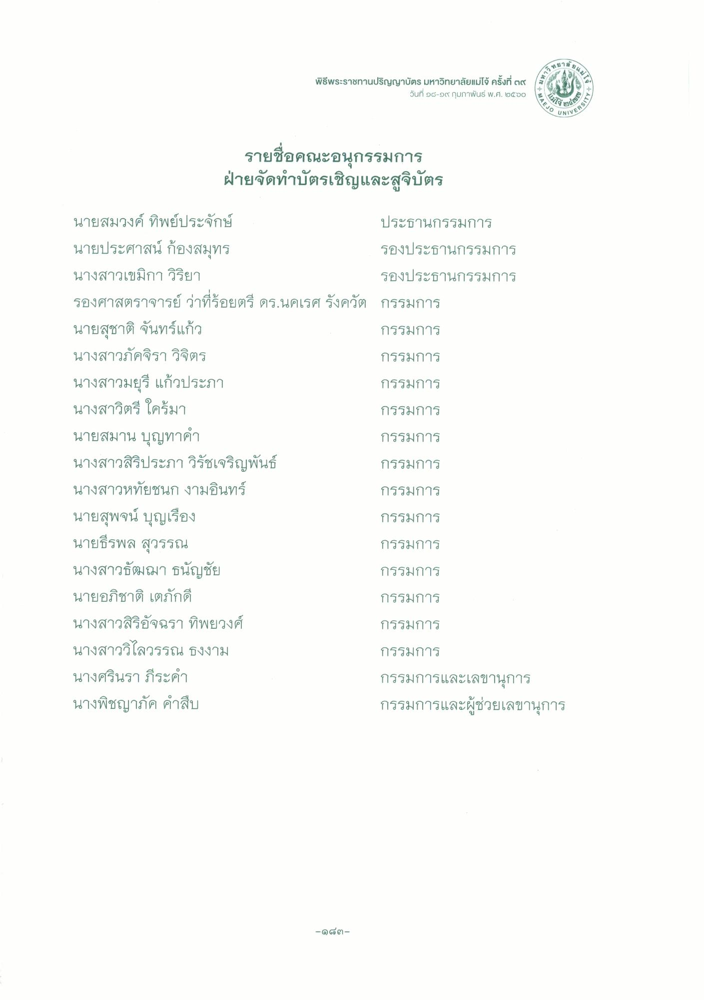 พิธีพระราชทานปริญญาบัตร มหาวิทยาลัยแม่โจ้ ครั้งที่ ๓๙
วันที่ ๑๘-๑๙ กุมภาพันธ์ พ.ศ. ๒๕๖๐
มหาวิทยาลัยแม่โจ้
แม่โจ้ ๒๔๗๗
MAEJO UNIVERSITY
รายชื่อคณะอนุกรรมการ
ฝ่ายจัดทำบัตรเชิญและสูจิบัตร
นายสมวงค์ ทิพย์ประจักษ์ ประธานกรรมการ
นายประศาสน์ ก้องสมุทร รองประธานกรรมการ
นางสาวเขมิกา วิริยา รองประธานกรรมการ
รองศาสตราจารย์ ว่าที่ร้อยตรี ดร.นคเรศ รังควัต กรรมการ
นายสุชาติ จันทร์แก้ว กรรมการ
นางสาวภัคจิรา วิจิตร กรรมการ
นางสาวมยุรี แก้วประภา กรรมการ
นางสาวิตรี ใคร้มา กรรมการ
นายสมาน บุญทาคำ กรรมการ
นางสาวสิริประภา วิรัชเจริญพันธ์ กรรมการ
นางสาวหทัยชนก งามอินทร์ กรรมการ
นายสุพจน์ บุญเรือง กรรมการ
นายธีรพล สุวรรณ กรรมการ
นางสาวธัฒฌา ธนัญชัย กรรมการ
นายอภิชาติ เตภักดี กรรมการ
นางสาวสิริอัจฉรา ทิพยวงศ์ กรรมการ
นางสาววิไลวรรณ ธงงาม กรรมการ
นางศรินรา ภีระคำ กรรมการและเลขานุการ
นางพิชญาภัค คำสืบ กรรมการและผู้ช่วยเลขานุการ
-๑๘๓-